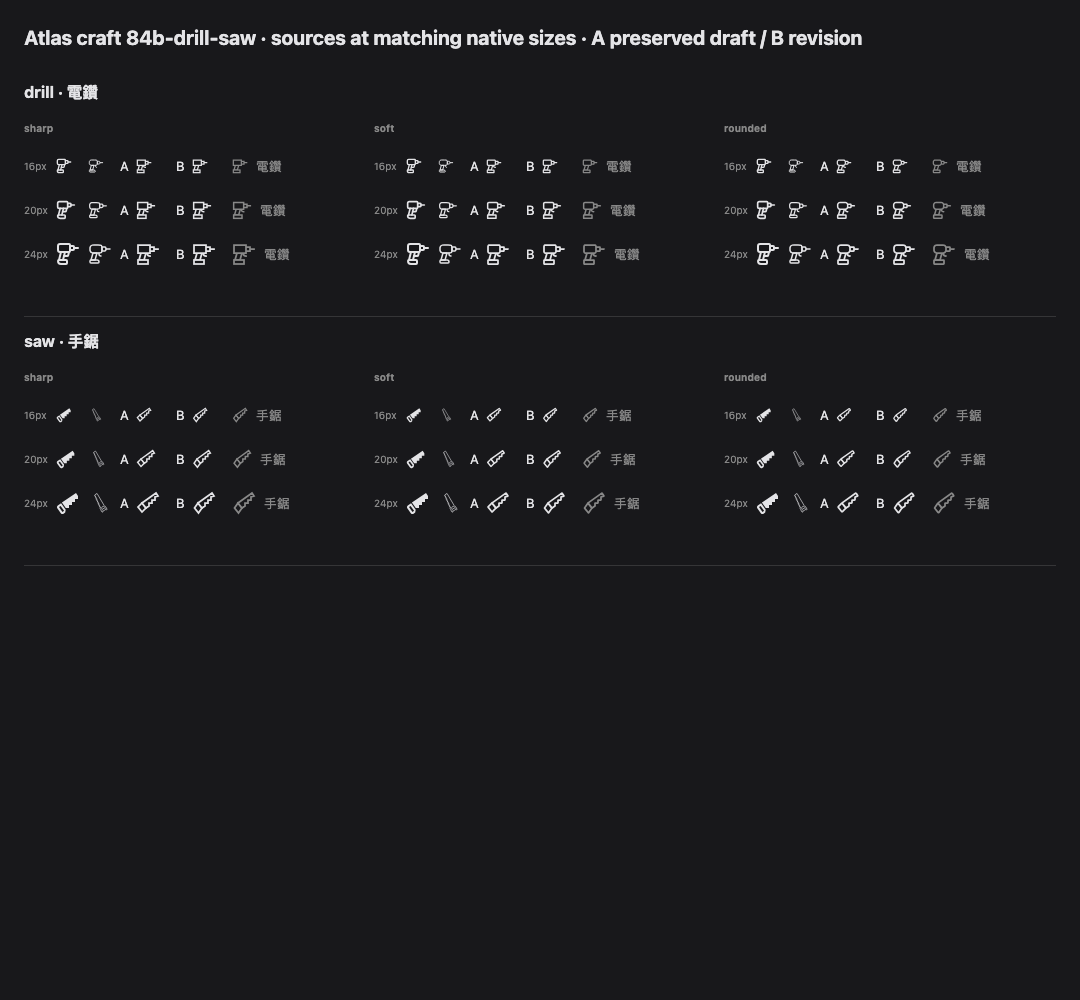 Atlas craft 84b-drill-saw · sources at matching native sizes · A preserved draft / B revision
drill · 電鑽
sharp soft rounded
16px A B 電鑽 16px A B 電鑽 16px A B 電鑽
20px A B 電鑽 20px A B 電鑽 20px A B 電鑽
24px A B 電鑽 24px A B 電鑽 24px A B 電鑽
saw · 手鋸
sharp soft rounded
16px A B 手鋸 16px A B 手鋸 16px A B 手鋸
20px A B 手鋸 20px A B 手鋸 20px A B 手鋸
24px A B 手鋸 24px A B 手鋸 24px A B 手鋸